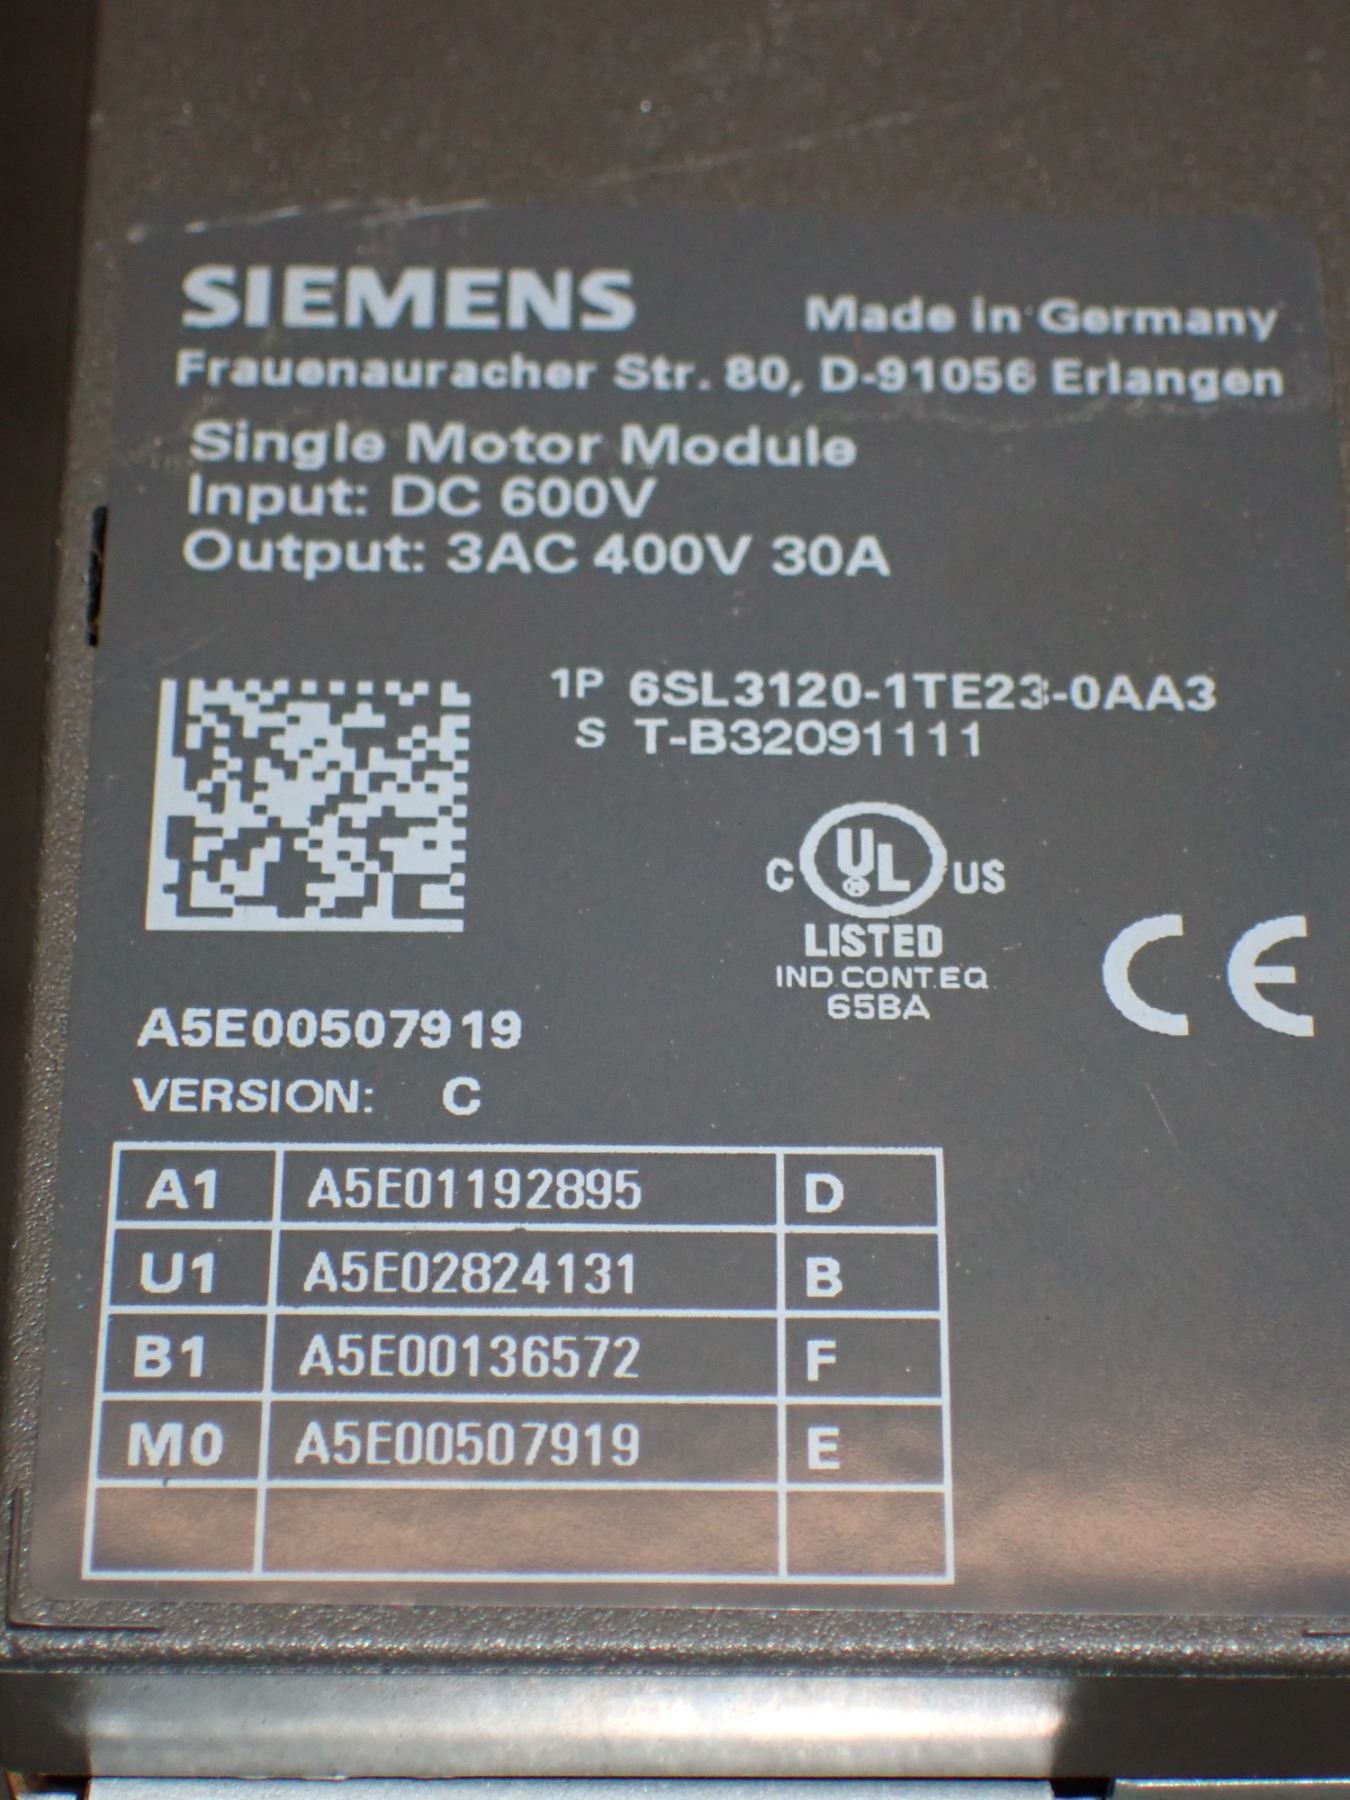 SIEMENS Made in Germany
Frauenauracher Str. 80, D-91056 Erlangen
Single Motor Module
Input: DC 600V
Output: 3AC 400V 30A
1P 6SL3120-1TE23-0AA3
S T-B32091111
C UL US
LISTED
IND.CONT.EQ
65BA
CE
A5E00507919
VERSION: C
A1 A5E01192895 D
U1 A5E02824131 B
B1 A5E00136572 F
M0 A5E00507919 E